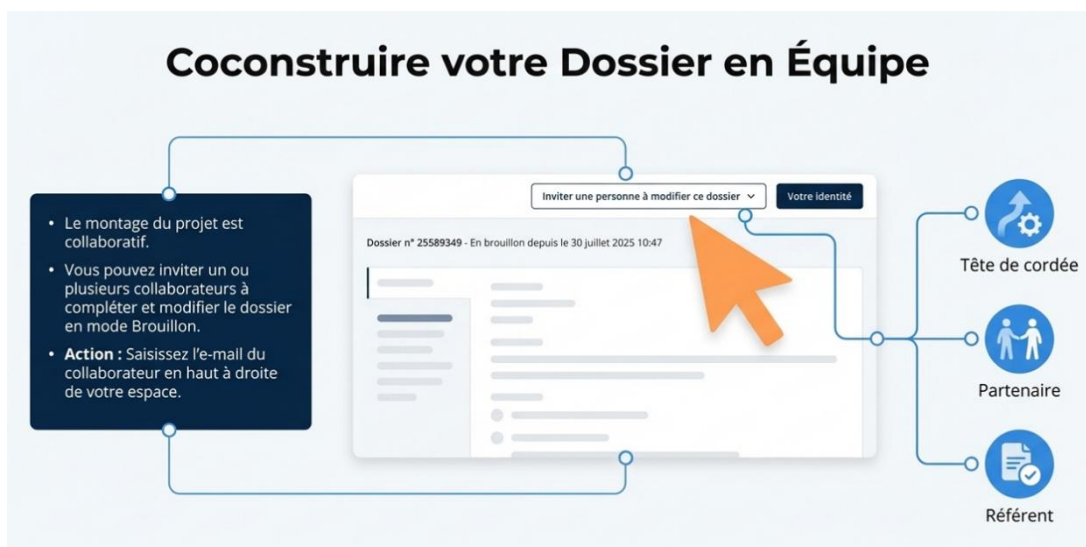 Coconstruire votre Dossier en Équipe
• Le montage du projet est
collaboratif.
• Vous pouvez inviter un ou
plusieurs collaborateurs à
compléter et modifier le dossier
en mode Brouillon.
• Action : Saisissez l’e-mail du
collaborateur en haut à droite
de votre espace.
Inviter une personne à modifier ce dossier
Votre identité
Dossier n° 25589349 - En brouillon depuis le 30 juillet 2025 10:47
Tête de cordée
Partenaire
Référent